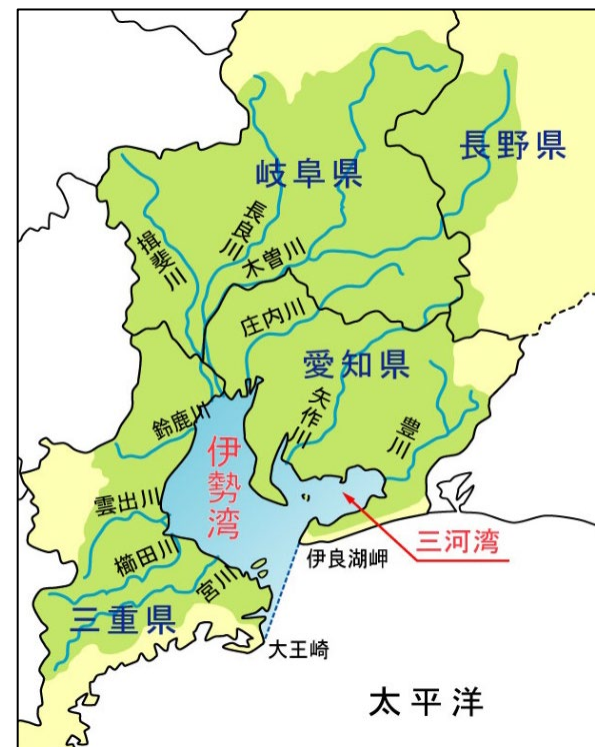 岐阜県
長野県
揖斐川
長良川
木曽川
庄内川
愛知県
矢作川
豊川
鈴鹿川
伊勢湾
雲出川
櫛田川
宮川
三重県
伊良湖岬
三河湾
大王崎
太平洋